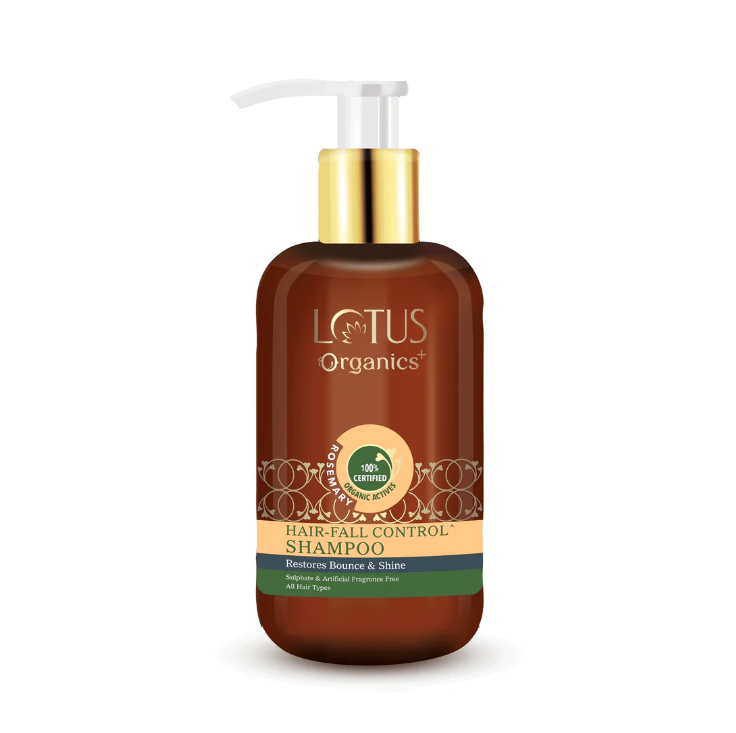 LOTUS
Organics+
ROSEMARY
100%
CERTIFIED
ORGANIC ACTIVES
HAIR-FALL CONTROL^
SHAMPOO
Restores Bounce & Shine
Sulphate & Artificial Fragrance Free
All Hair Types